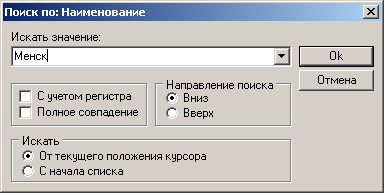 Поиск по: Наименование
Искать значение:
Менск
Ok
Отмена
С учетом регистра
Полное совпадение
Направление поиска
Вниз
Вверх
Искать
От текущего положения курсора
С начала списка